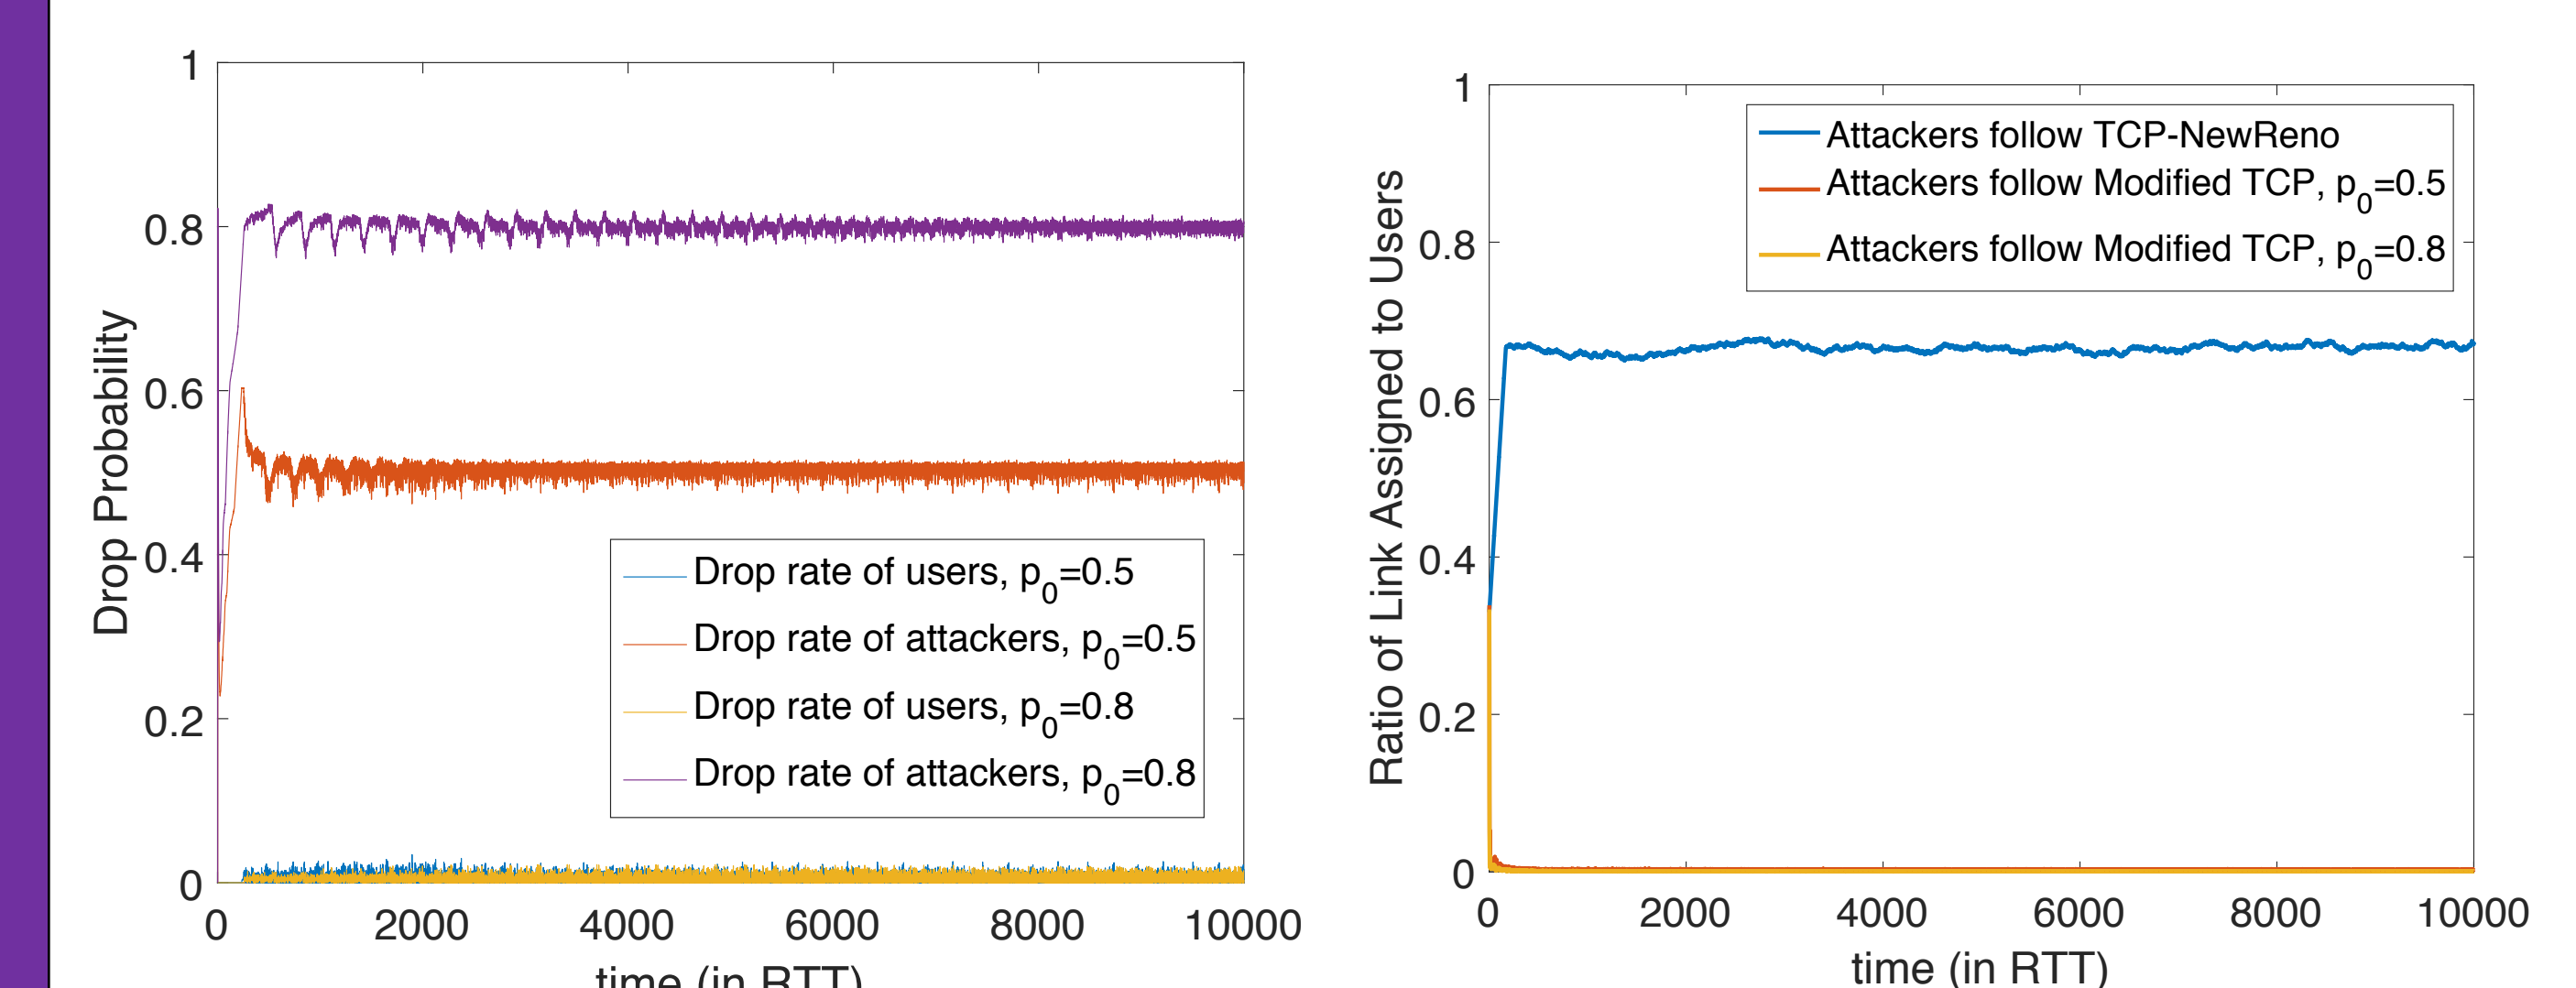 1
0.8
0.6
0.4
0.2
0
Drop Probability
Drop rate of users, p0=0.5
Drop rate of attackers, p0=0.5
Drop rate of users, p0=0.8
Drop rate of attackers, p0=0.8
0 2000 4000 6000 8000 10000
time (in RTT)
1
0.8
0.6
0.4
0.2
0
Ratio of Link Assigned to Users
Attackers follow TCP-NewReno
Attackers follow Modified TCP, p0=0.5
Attackers follow Modified TCP, p0=0.8
0 2000 4000 6000 8000 10000
time (in RTT)